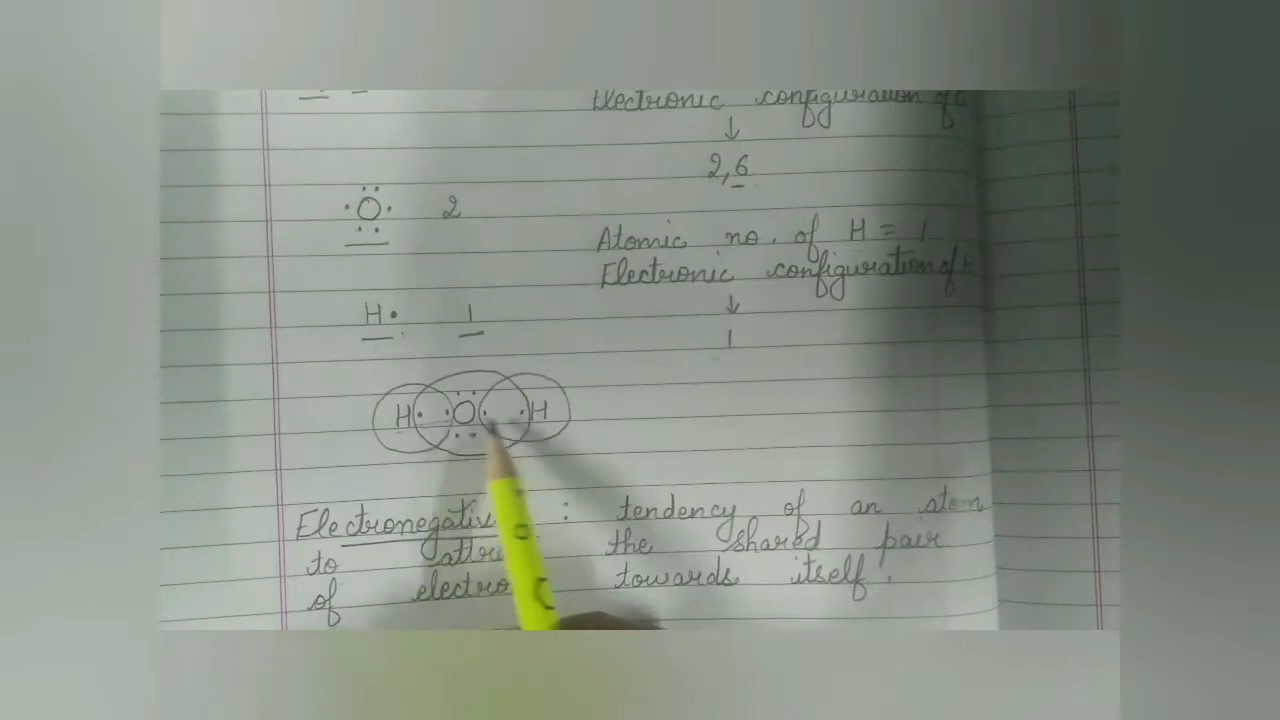 Electronic configuration of O
↓
2,6
O 2
Atomic no. of H = 1
Electronic configuration of H
↓
H 1
1
H O H
: tendency of an atom
to the shared pair
of towards itself.